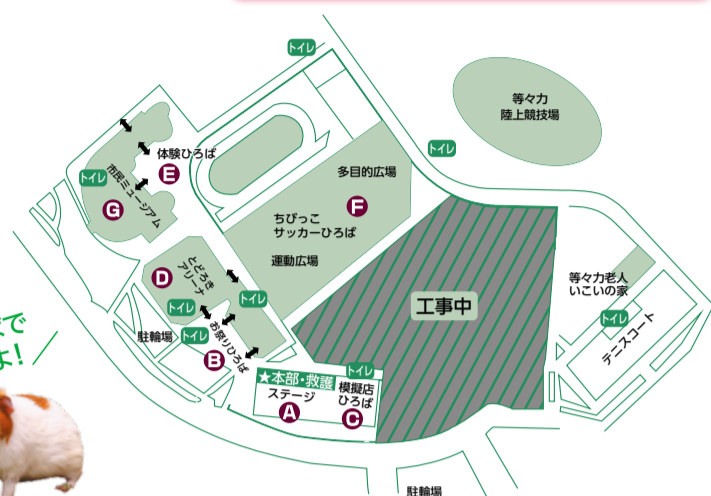 トイレ
等々力
陸上競技場
トイレ
体験ひろば
E
多目的広場
トイレ
市民ミュージアム
G
F
ちびっこ
サッカーひろば
運動広場
D
とどろき
アリーナ
等々力老人
いこいの家
トイレ
トイレ
工事中
トイレ
で
駐輪場
トイレ
お祭りひろば
テニスコート
よ!
B
トイレ
★本部・救護
ステージ
模擬店
ひろば
A
C
駐輪場